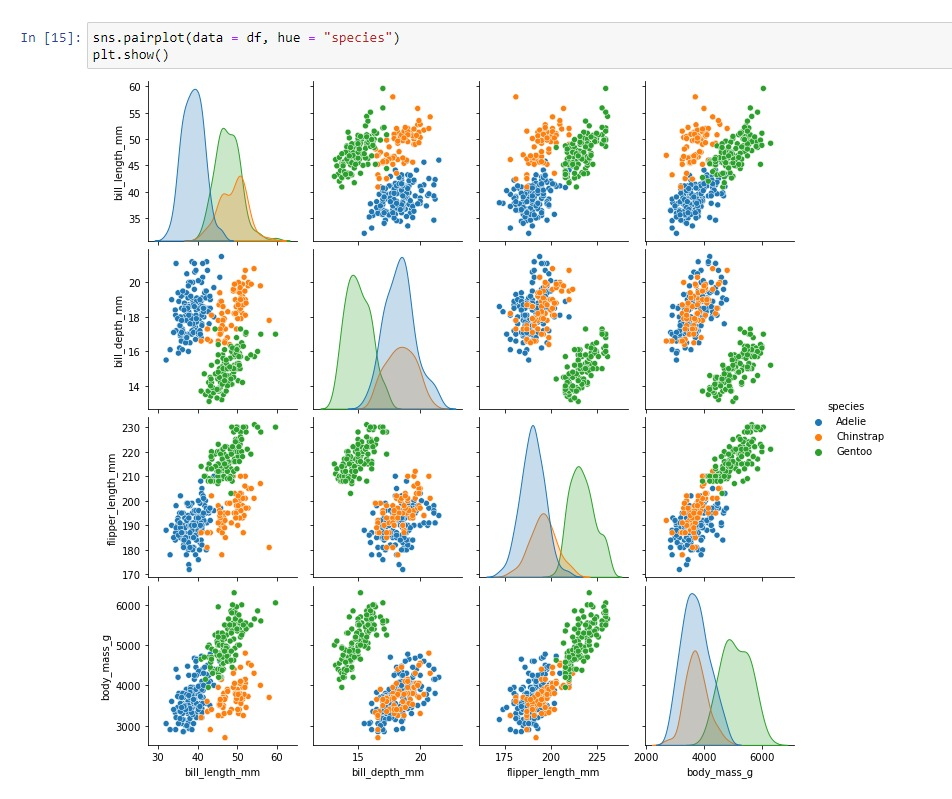 In [15]: sns.pairplot(data = df, hue = "species")
plt.show()
60
55
50
45
40
35
bill_length_mm
20
18
16
14
bill_depth_mm
species
Adelie
Chinstrap
Gentoo
230
220
210
200
190
180
170
flipper_length_mm
6000
5000
4000
3000
body_mass_g
30 40 50 60 15 20 175 200 225 2000 4000 6000
bill_length_mm bill_depth_mm flipper_length_mm body_mass_g